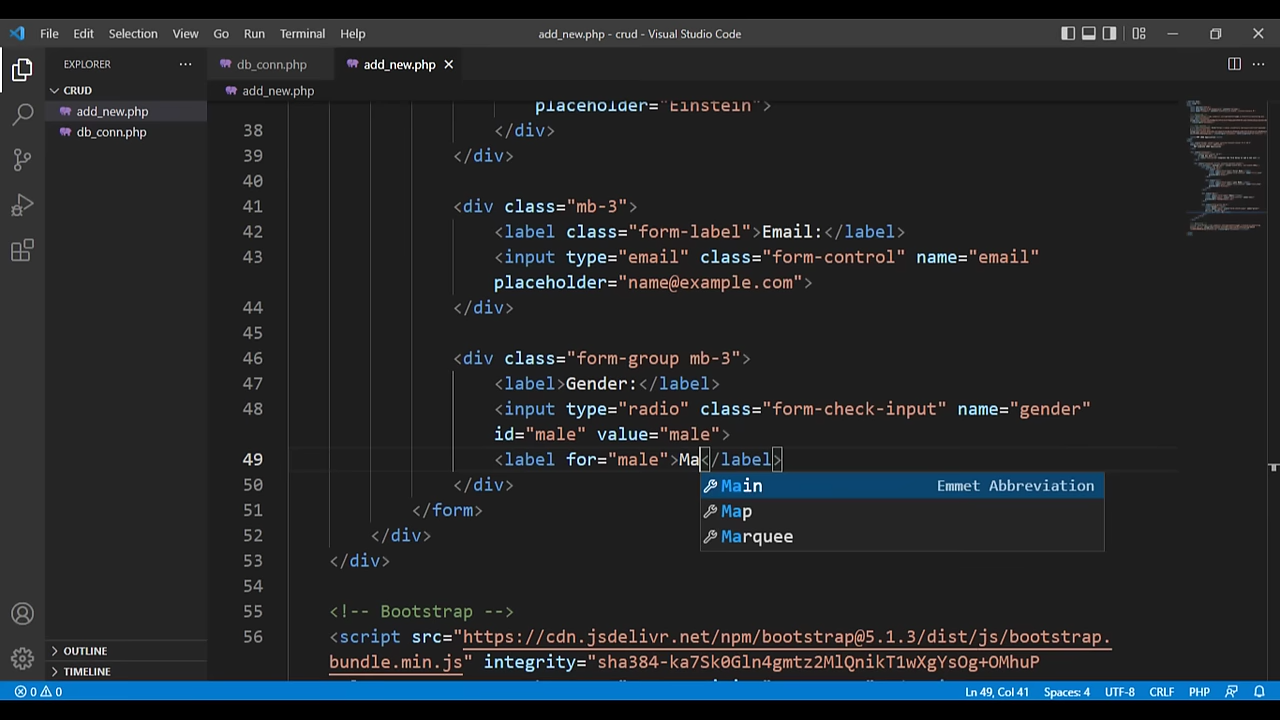 File Edit Selection View Go Run Terminal Help
add_new.php - crud - Visual Studio Code
EXPLORER
db_conn.php
add_new.php
CRUD
add_new.php
add_new.php
db_conn.php
placeholder="Einstein">
38 </div>
39 </div>
40
41 <div class="mb-3">
42 <label class="form-label">Email:</label>
43 <input type="email" class="form-control" name="email"
placeholder="name@example.com">
44 </div>
45
46 <div class="form-group mb-3">
47 <label>Gender:</label>
48 <input type="radio" class="form-check-input" name="gender"
id="male" value="male">
49 <label for="male">Ma</label>
Main Emmet Abbreviation
Map
Marquee
50 </div>
51 </form>
52 </div>
53 </div>
54
55 <!-- Bootstrap -->
56 <script src="https://cdn.jsdelivr.net/npm/bootstrap@5.1.3/dist/js/bootstrap.
bundle.min.js" integrity="sha384-ka7Sk0Gln4gmtz2MlQnikT1wXgYsOg+OMhuP
OUTLINE
TIMELINE
0 0
Ln 49, Col 41 Spaces: 4 UTF-8 CRLF PHP